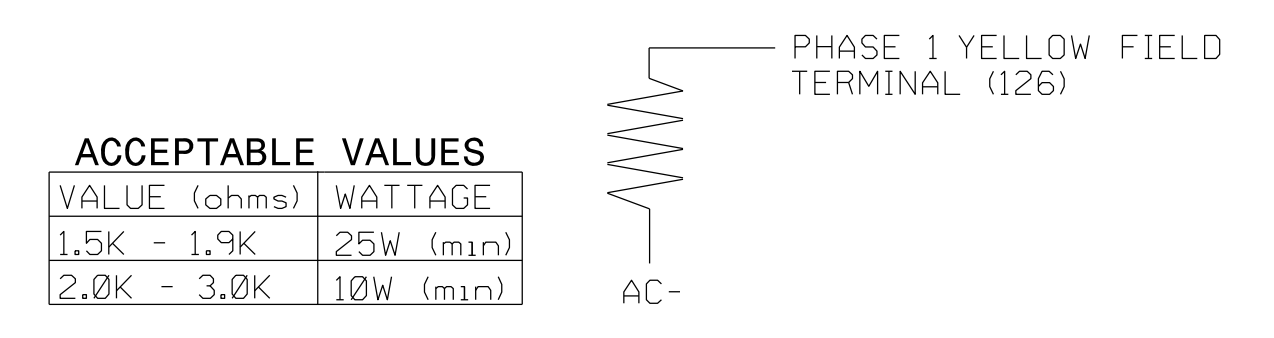 PHASE 1 YELLOW FIELD
TERMINAL (126)
ACCEPTABLE VALUES
VALUE (ohms) WATTAGE
1.5K - 1.9K 25W (min)
2.0K - 3.0K 10W (min)
AC-